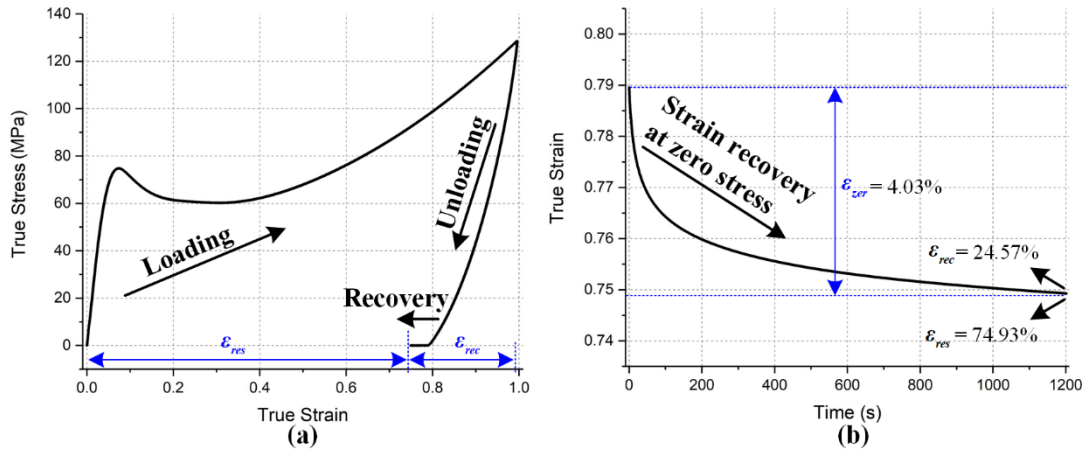 140
120
100
80
60
40
20
0
True Stress (MPa)
Loading
Unloading
Recovery
ε_res
ε_rec
0.0 0.2 0.4 0.6 0.8 1.0
True Strain
(a)
0.80
0.79
0.78
0.77
0.76
0.75
0.74
True Strain
Strain recovery
at zero stress
ε_zer = 4.03%
ε_rec = 24.57%
ε_res = 74.93%
0 200 400 600 800 1000 1200
Time (s)
(b)